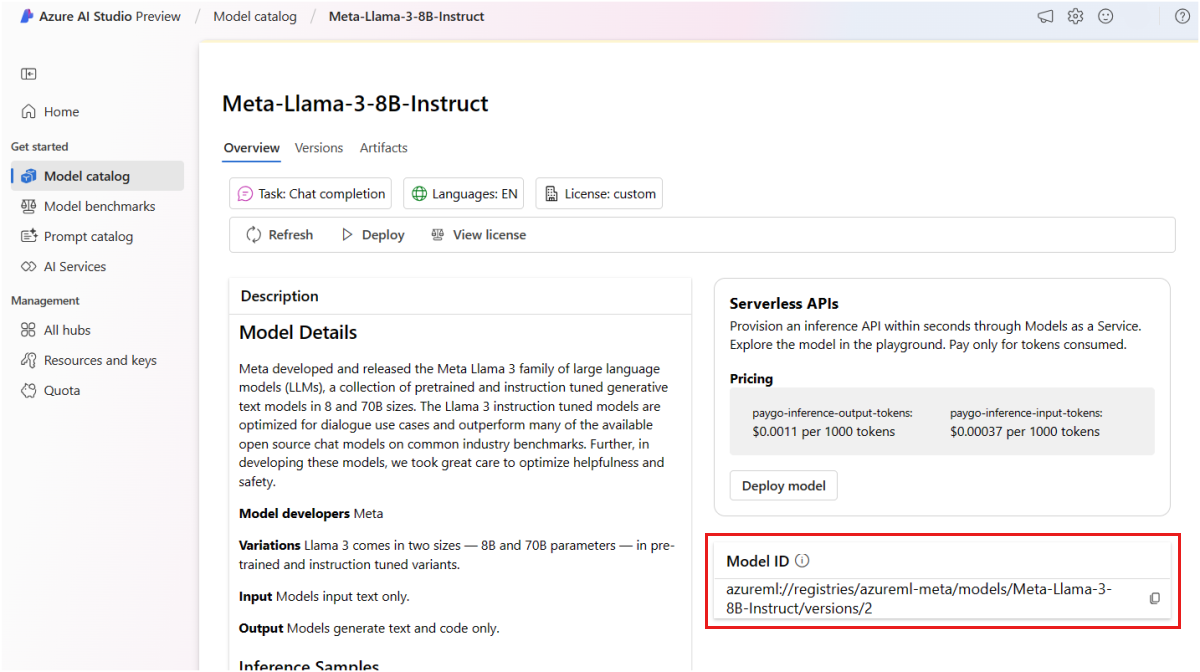 Azure AI Studio Preview / Model catalog / Meta-Llama-3-8B-Instruct
Home
Get started
Model catalog
Model benchmarks
Prompt catalog
AI Services
Management
All hubs
Resources and keys
Quota
Meta-Llama-3-8B-Instruct
Overview Versions Artifacts
Task: Chat completion Languages: EN License: custom
Refresh Deploy View license
Description
Model Details
Meta developed and released the Meta Llama 3 family of large language
models (LLMs), a collection of pretrained and instruction tuned generative
text models in 8 and 70B sizes. The Llama 3 instruction tuned models are
optimized for dialogue use cases and outperform many of the available
open source chat models on common industry benchmarks. Further, in
developing these models, we took great care to optimize helpfulness and
safety.
Model developers Meta
Variations Llama 3 comes in two sizes — 8B and 70B parameters — in pre-
trained and instruction tuned variants.
Input Models input text only.
Output Models generate text and code only.
Inference Samples
Serverless APIs
Provision an inference API within seconds through Models as a Service.
Explore the model in the playground. Pay only for tokens consumed.
Pricing
paygo-inference-output-tokens: paygo-inference-input-tokens:
$0.0011 per 1000 tokens $0.00037 per 1000 tokens
Deploy model
Model ID
azureml://registries/azureml-meta/models/Meta-Llama-3-
8B-Instruct/versions/2